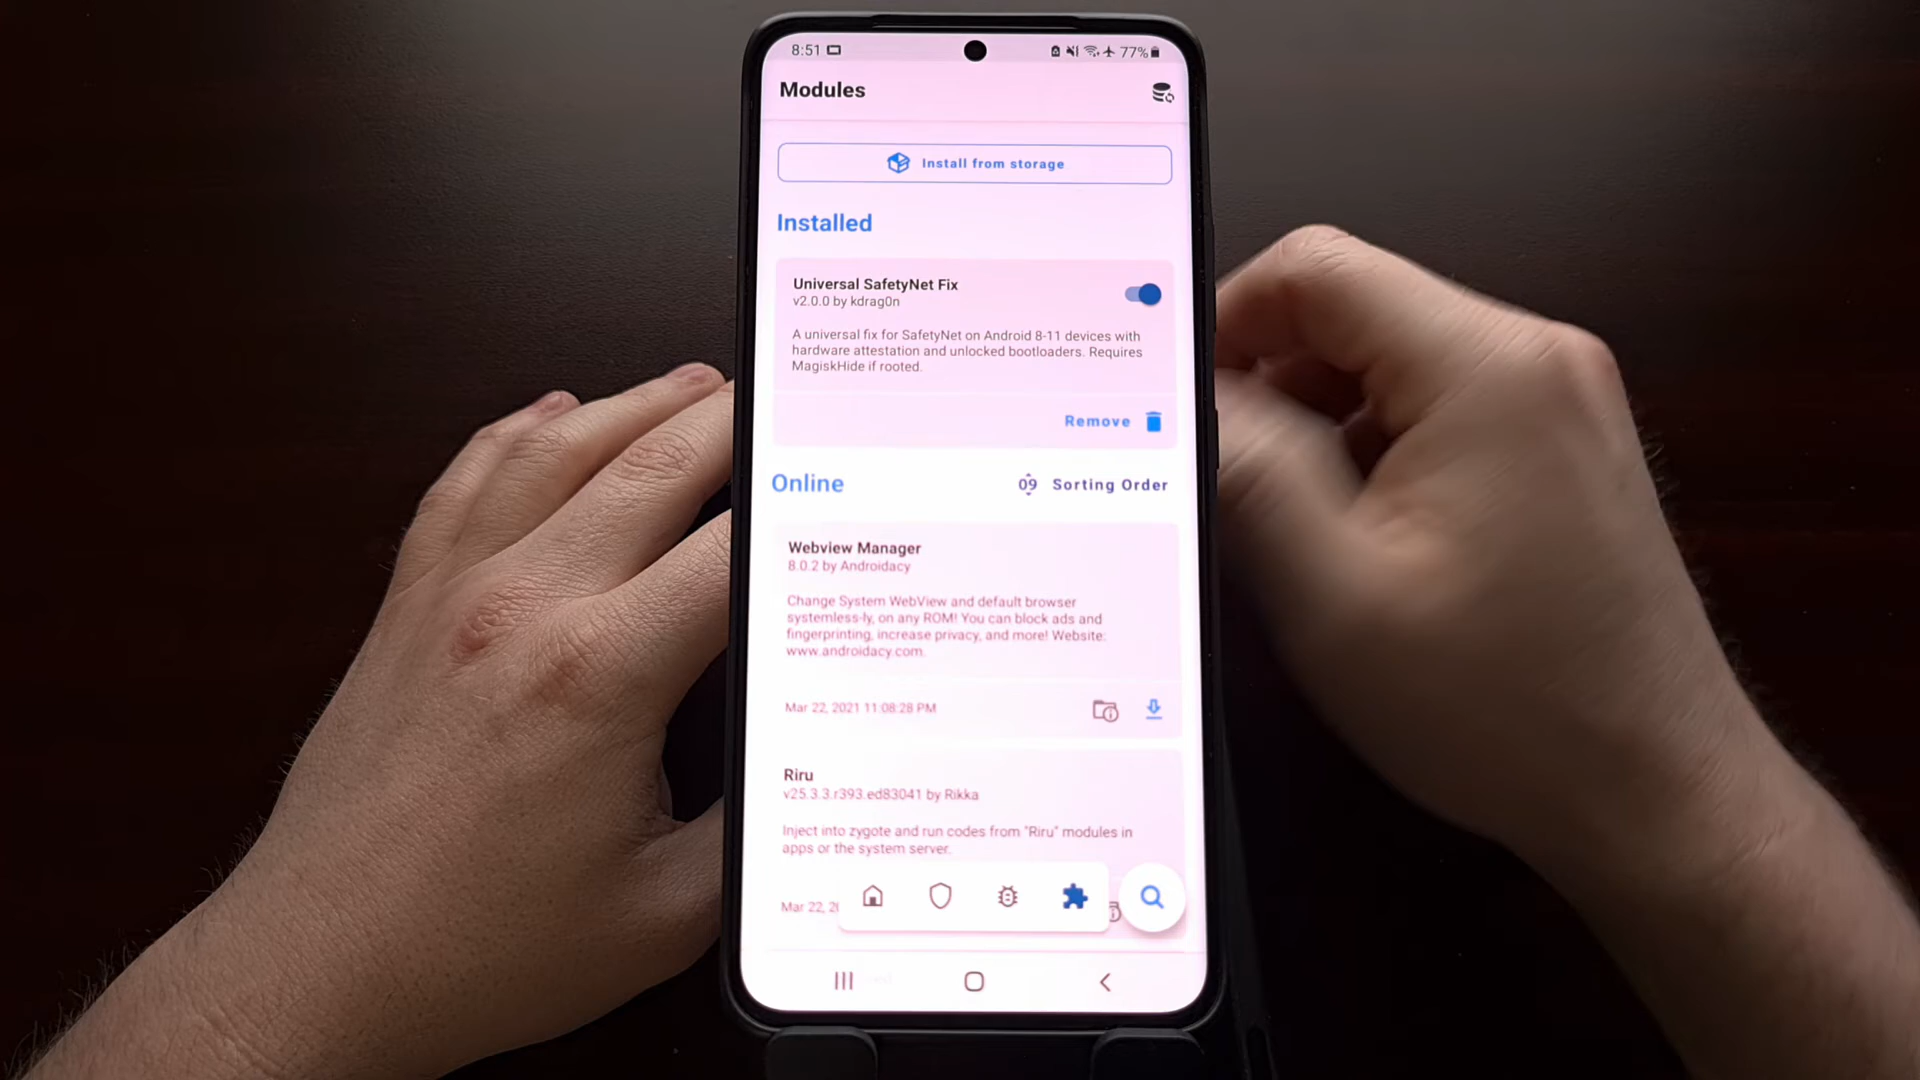 8:51
77%
Modules
Install from storage
Installed
Universal SafetyNet Fix
v2.0.0 by kdrag0n
A universal fix for SafetyNet on Android 8-11 devices with
hardware attestation and unlocked bootloaders. Requires
MagiskHide if rooted.
Remove
Online
09 Sorting Order
Webview Manager
8.0.2 by Androidacy
Change System WebView and default browser
systemless-ly, on any ROM! You can block ads and
fingerprinting, increase privacy, and more! Website:
www.androidacy.com.
Mar 22, 2021 11:08:28 PM
Riru
v25.3.3.r393.ed83041 by Rikka
Inject into zygote and run codes from "Riru" modules in
apps or the system server.
Mar 22,